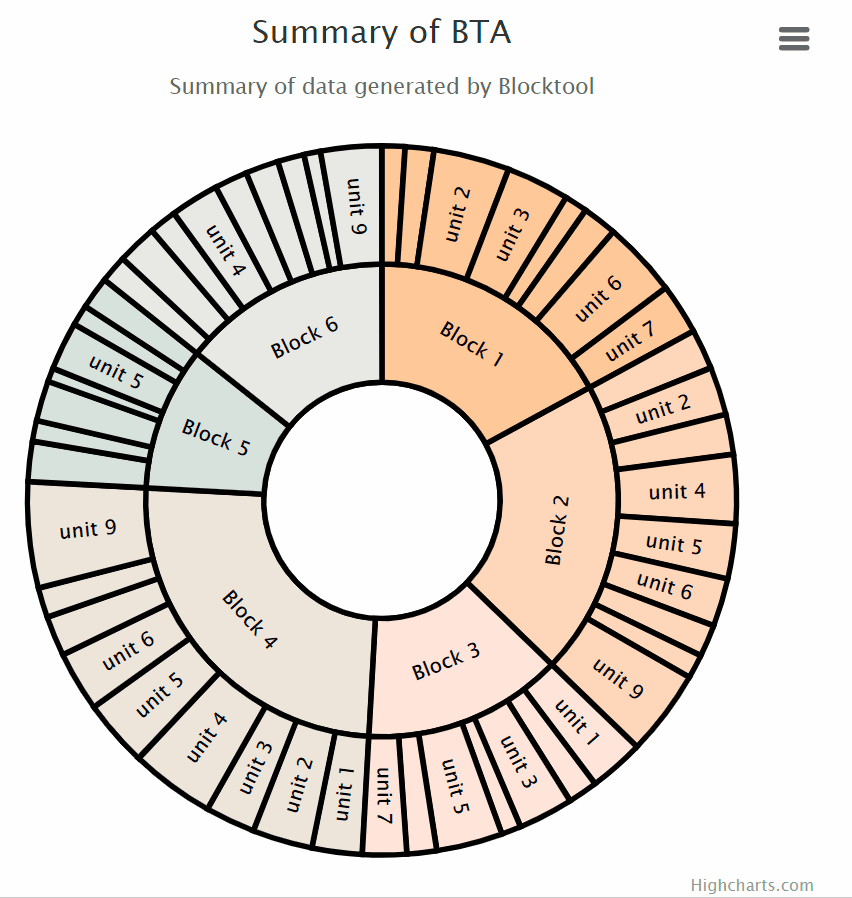 Summary of BTA
Summary of data generated by Blocktool
Block 1
unit 2
unit 3
unit 6
unit 7
Block 2
unit 2
unit 4
unit 5
unit 6
unit 9
Block 3
unit 1
unit 3
unit 5
unit 7
Block 4
unit 1
unit 2
unit 3
unit 4
unit 5
unit 6
unit 9
Block 5
unit 5
Block 6
unit 4
unit 9
Highcharts.com